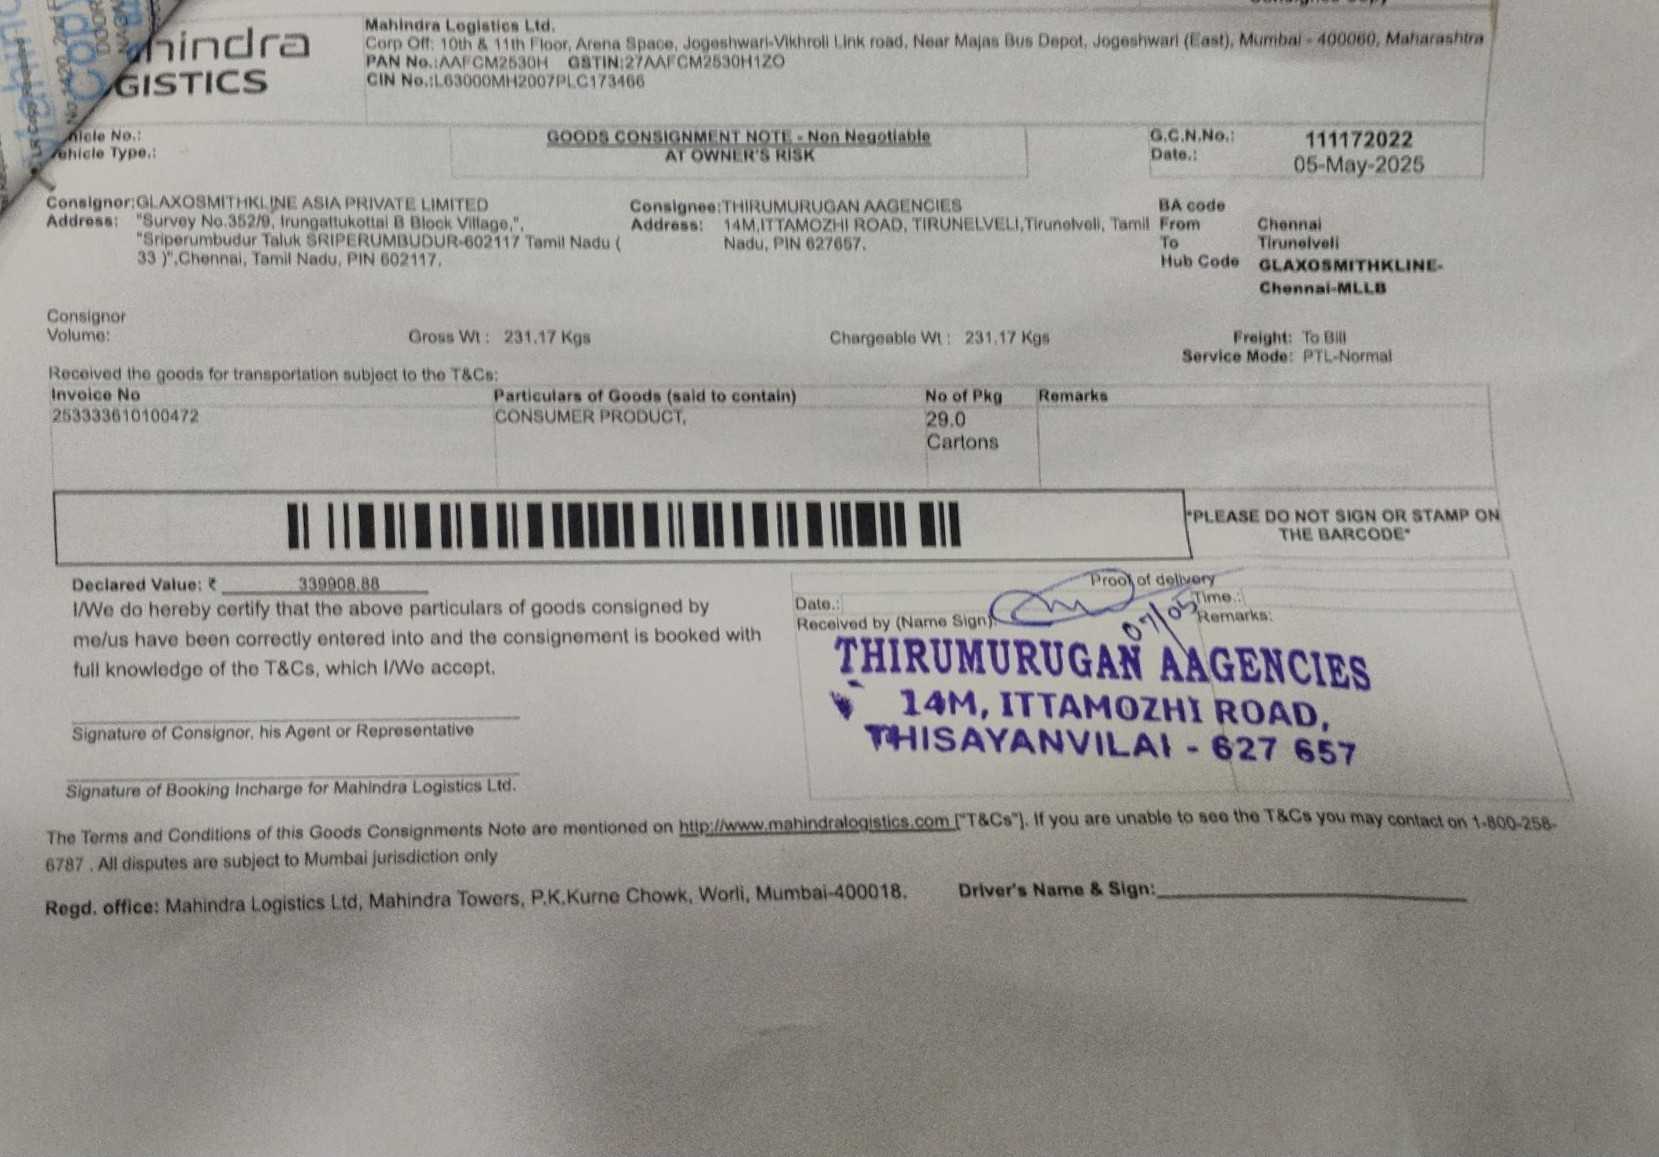 Mahindra Logistics Ltd.
Corp Off: 10th & 11th Floor, Arena Space, Jogeshwari-Vikhroli Link road, Near Majas Bus Depot, Jogeshwari (East), Mumbai - 400060, Maharashtra
PAN No.:AAFCM2530H GSTIN:27AAFCM2530H1ZO
CIN No.:L63000MH2007PLC173466
hindra
GISTICS
hicle No.:
ehicle Type.:
GOODS CONSIGNMENT NOTE - Non Negotiable
AT OWNER'S RISK
G.C.N.No.: 111172022
Date.: 05-May-2025
Consignor:GLAXOSMITHKLINE ASIA PRIVATE LIMITED
Address: "Survey No.352/9, Irungattukottai B Block Village,",
"Sriperumbudur Taluk SRIPERUMBUDUR-602117 Tamil Nadu (
33 )",Chennai, Tamil Nadu, PIN 602117.
Consignee:THIRUMURUGAN AAGENCIES
Address: 14M,ITTAMOZHI ROAD, TIRUNELVELI,Tirunelveli, Tamil
Nadu, PIN 627657.
BA code
From Chennai
To Tirunelveli
Hub Code GLAXOSMITHKLINE-
Chennai-MLLB
Consignor
Volume:
Gross Wt : 231.17 Kgs
Chargeable Wt : 231.17 Kgs
Freight: To Bill
Service Mode: PTL-Normal
Received the goods for transportation subject to the T&Cs:
Invoice No Particulars of Goods (said to contain) No of Pkg Remarks
253333610100472 CONSUMER PRODUCT, 29.0
Cartons
"PLEASE DO NOT SIGN OR STAMP ON
THE BARCODE"
Declared Value: ₹ 339908.88
I/We do hereby certify that the above particulars of goods consigned by
me/us have been correctly entered into and the consignement is booked with
full knowledge of the T&Cs, which I/We accept.
Signature of Consignor, his Agent or Representative
Signature of Booking Incharge for Mahindra Logistics Ltd.
Proof of delivery
Date.: Time.:
Received by (Name Sign): Remarks:
07/05
THIRUMURUGAN AAGENCIES
14M, ITTAMOZHI ROAD,
THISAYANVILAI - 627 657
The Terms and Conditions of this Goods Consignments Note are mentioned on http://www.mahindralogistics.com ["T&Cs"]. If you are unable to see the T&Cs you may contact on 1-800-258-
6787 . All disputes are subject to Mumbai jurisdiction only
Regd. office: Mahindra Logistics Ltd, Mahindra Towers, P.K.Kurne Chowk, Worli, Mumbai-400018.
Driver's Name & Sign: